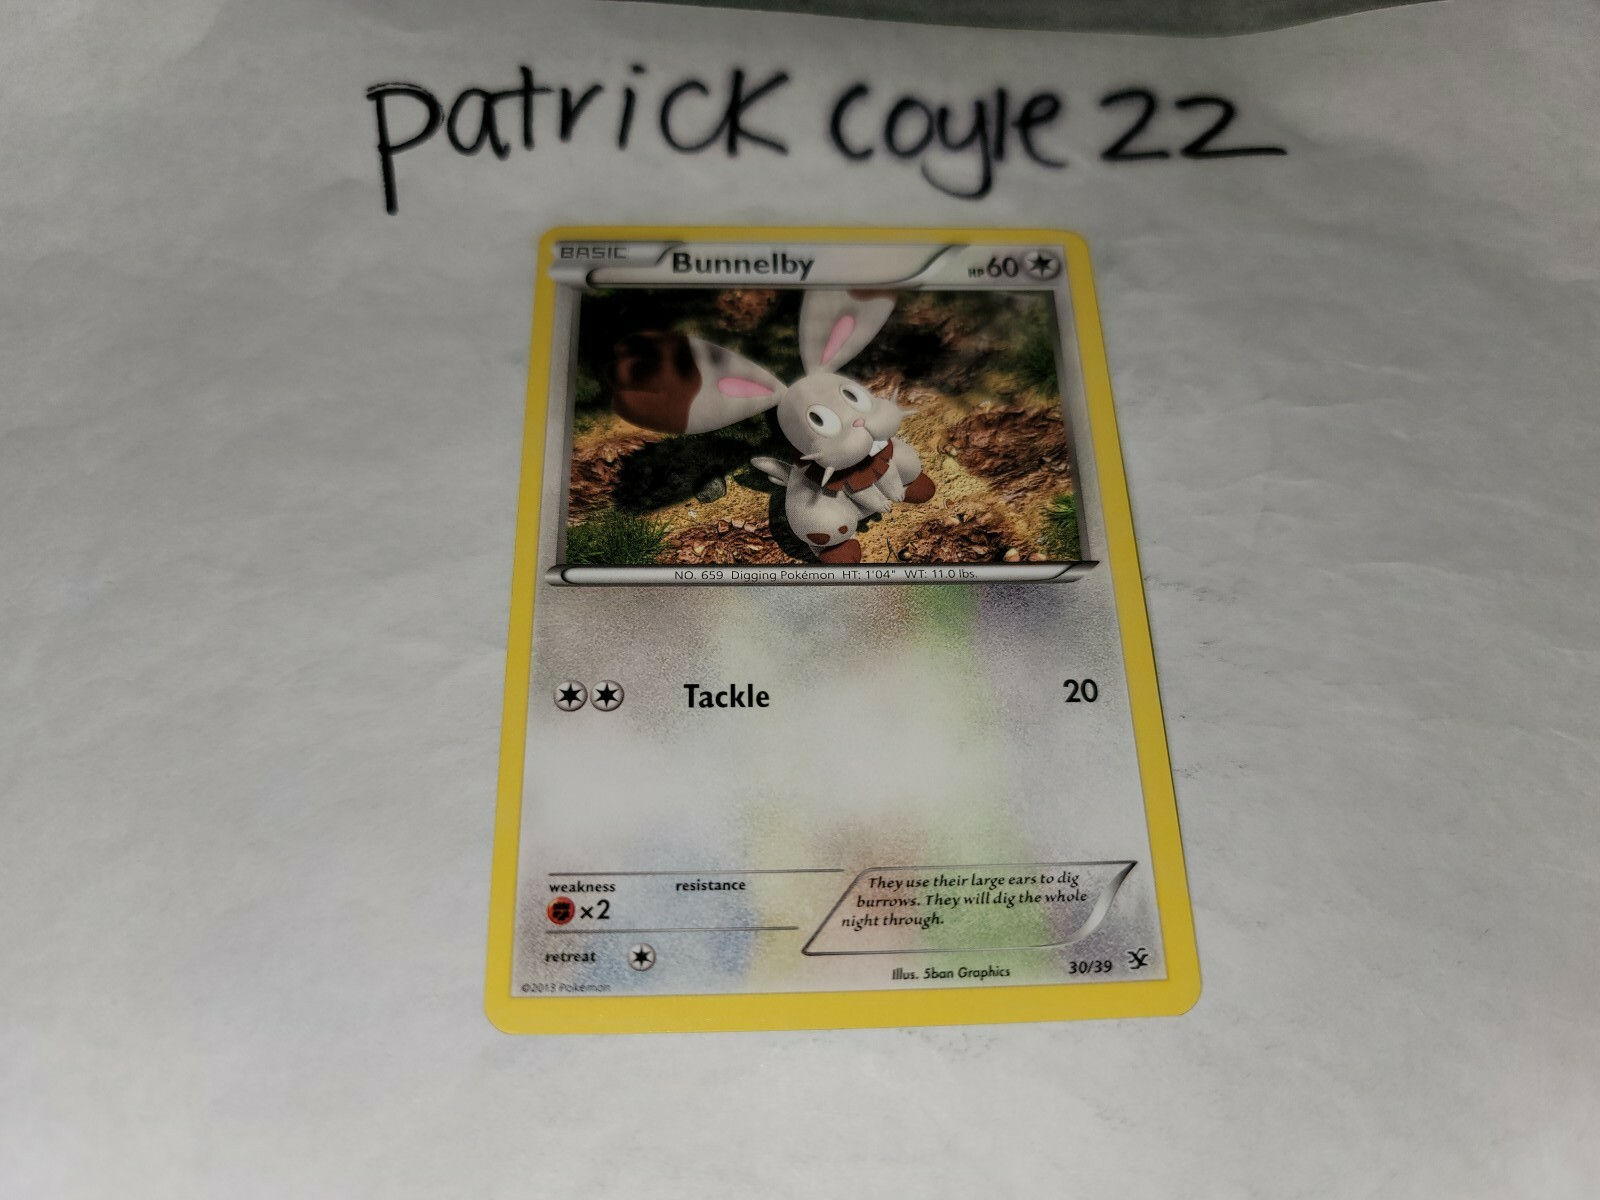 patrick coyle 22
BASIC Bunnelby HP60
NO. 659 Digging Pokémon HT: 1'04" WT: 11.0 lbs.
Tackle 20
weakness resistance
×2
retreat
They use their large ears to dig
burrows. They will dig the whole
night through.
Illus. 5ban Graphics 30/39 XY
©2013 Pokémon